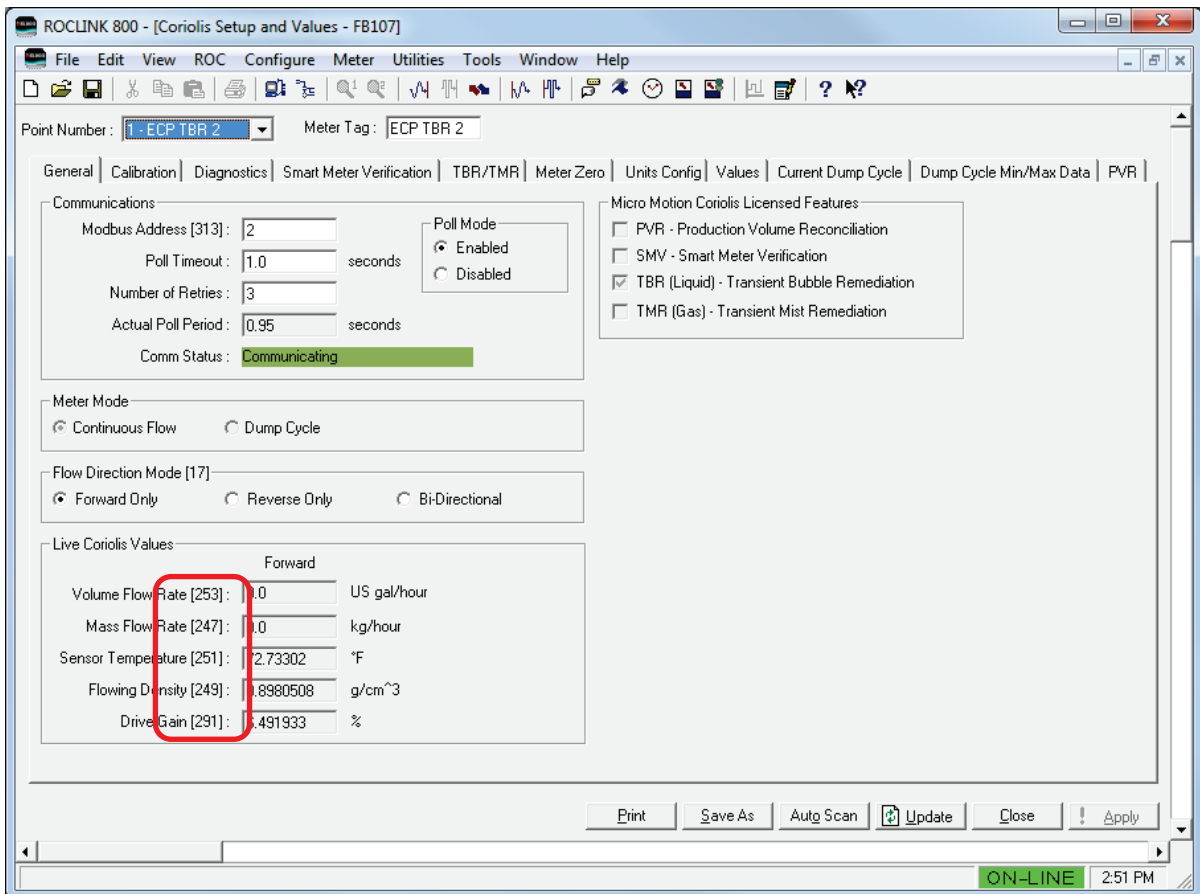 ROCLINK 800 - [Coriolis Setup and Values - FB107]
File Edit View ROC Configure Meter Utilities Tools Window Help
Point Number : 1 - ECP TBR 2 Meter Tag : ECP TBR 2
General Calibration Diagnostics Smart Meter Verification TBR/TMR Meter Zero Units Config Values Current Dump Cycle Dump Cycle Min/Max Data PVR
Communications
Modbus Address [313] : 2
Poll Timeout : 1.0 seconds
Number of Retries : 3
Actual Poll Period : 0.95 seconds
Comm Status : Communicating
Poll Mode
Enabled
Disabled
Micro Motion Coriolis Licensed Features
PVR - Production Volume Reconciliation
SMV - Smart Meter Verification
TBR (Liquid) - Transient Bubble Remediation
TMR (Gas) - Transient Mist Remediation
Meter Mode
Continuous Flow Dump Cycle
Flow Direction Mode [17]
Forward Only Reverse Only Bi-Directional
Live Coriolis Values
Forward
Volume Flow Rate [253] : .0 US gal/hour
Mass Flow Rate [247] : .0 kg/hour
Sensor Temperature [251] : 72.73302 °F
Flowing Density [249] : .8980508 g/cm^3
Drive Gain [291] : .491933 %
Print Save As Auto Scan Update Close ! Apply
ON-LINE 2:51 PM